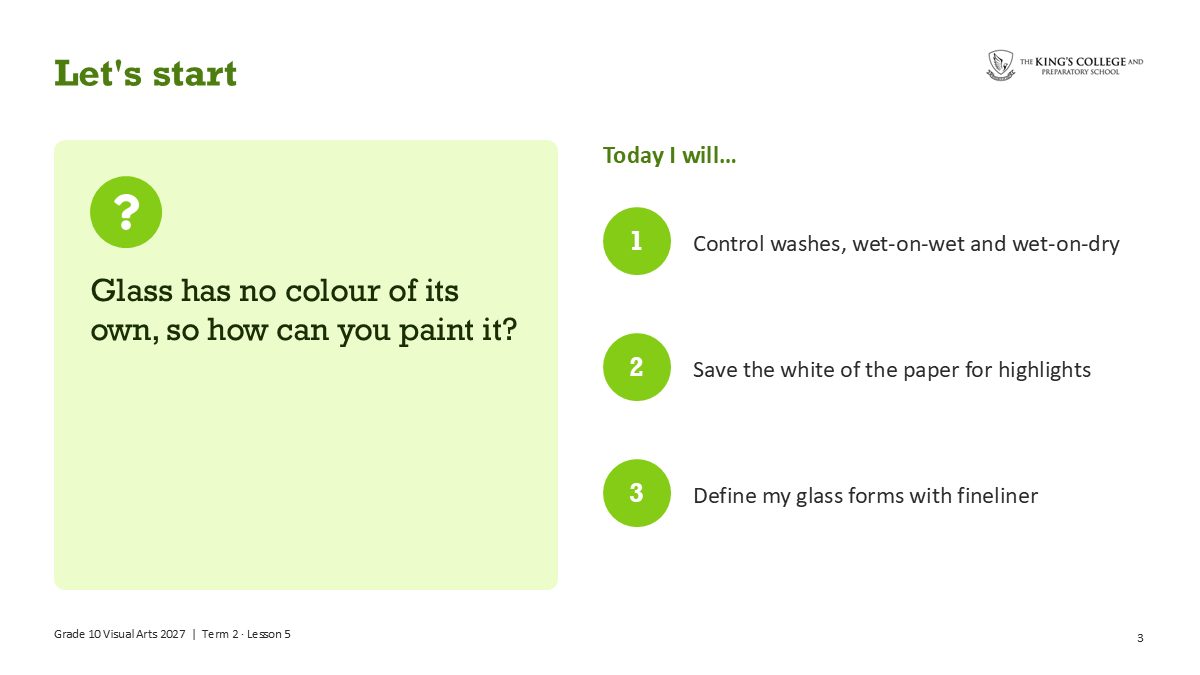 Let's start
THE KING'S COLLEGE AND
PREPARATORY SCHOOL
?
Glass has no colour of its
own, so how can you paint it?
Today I will...
1
Control washes, wet-on-wet and wet-on-dry
2
Save the white of the paper for highlights
3
Define my glass forms with fineliner
Grade 10 Visual Arts 2027 | Term 2 · Lesson 5
3